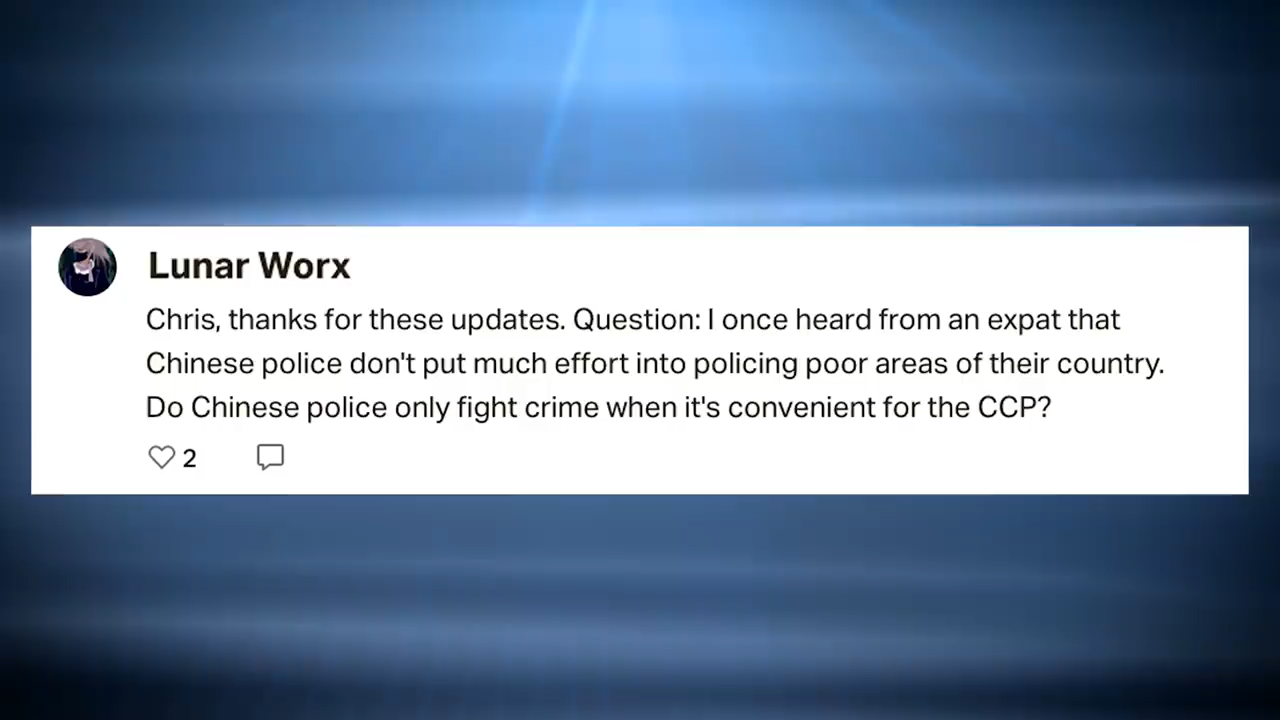 Lunar Worx
Chris, thanks for these updates. Question: I once heard from an expat that
Chinese police don't put much effort into policing poor areas of their country.
Do Chinese police only fight crime when it's convenient for the CCP?
2